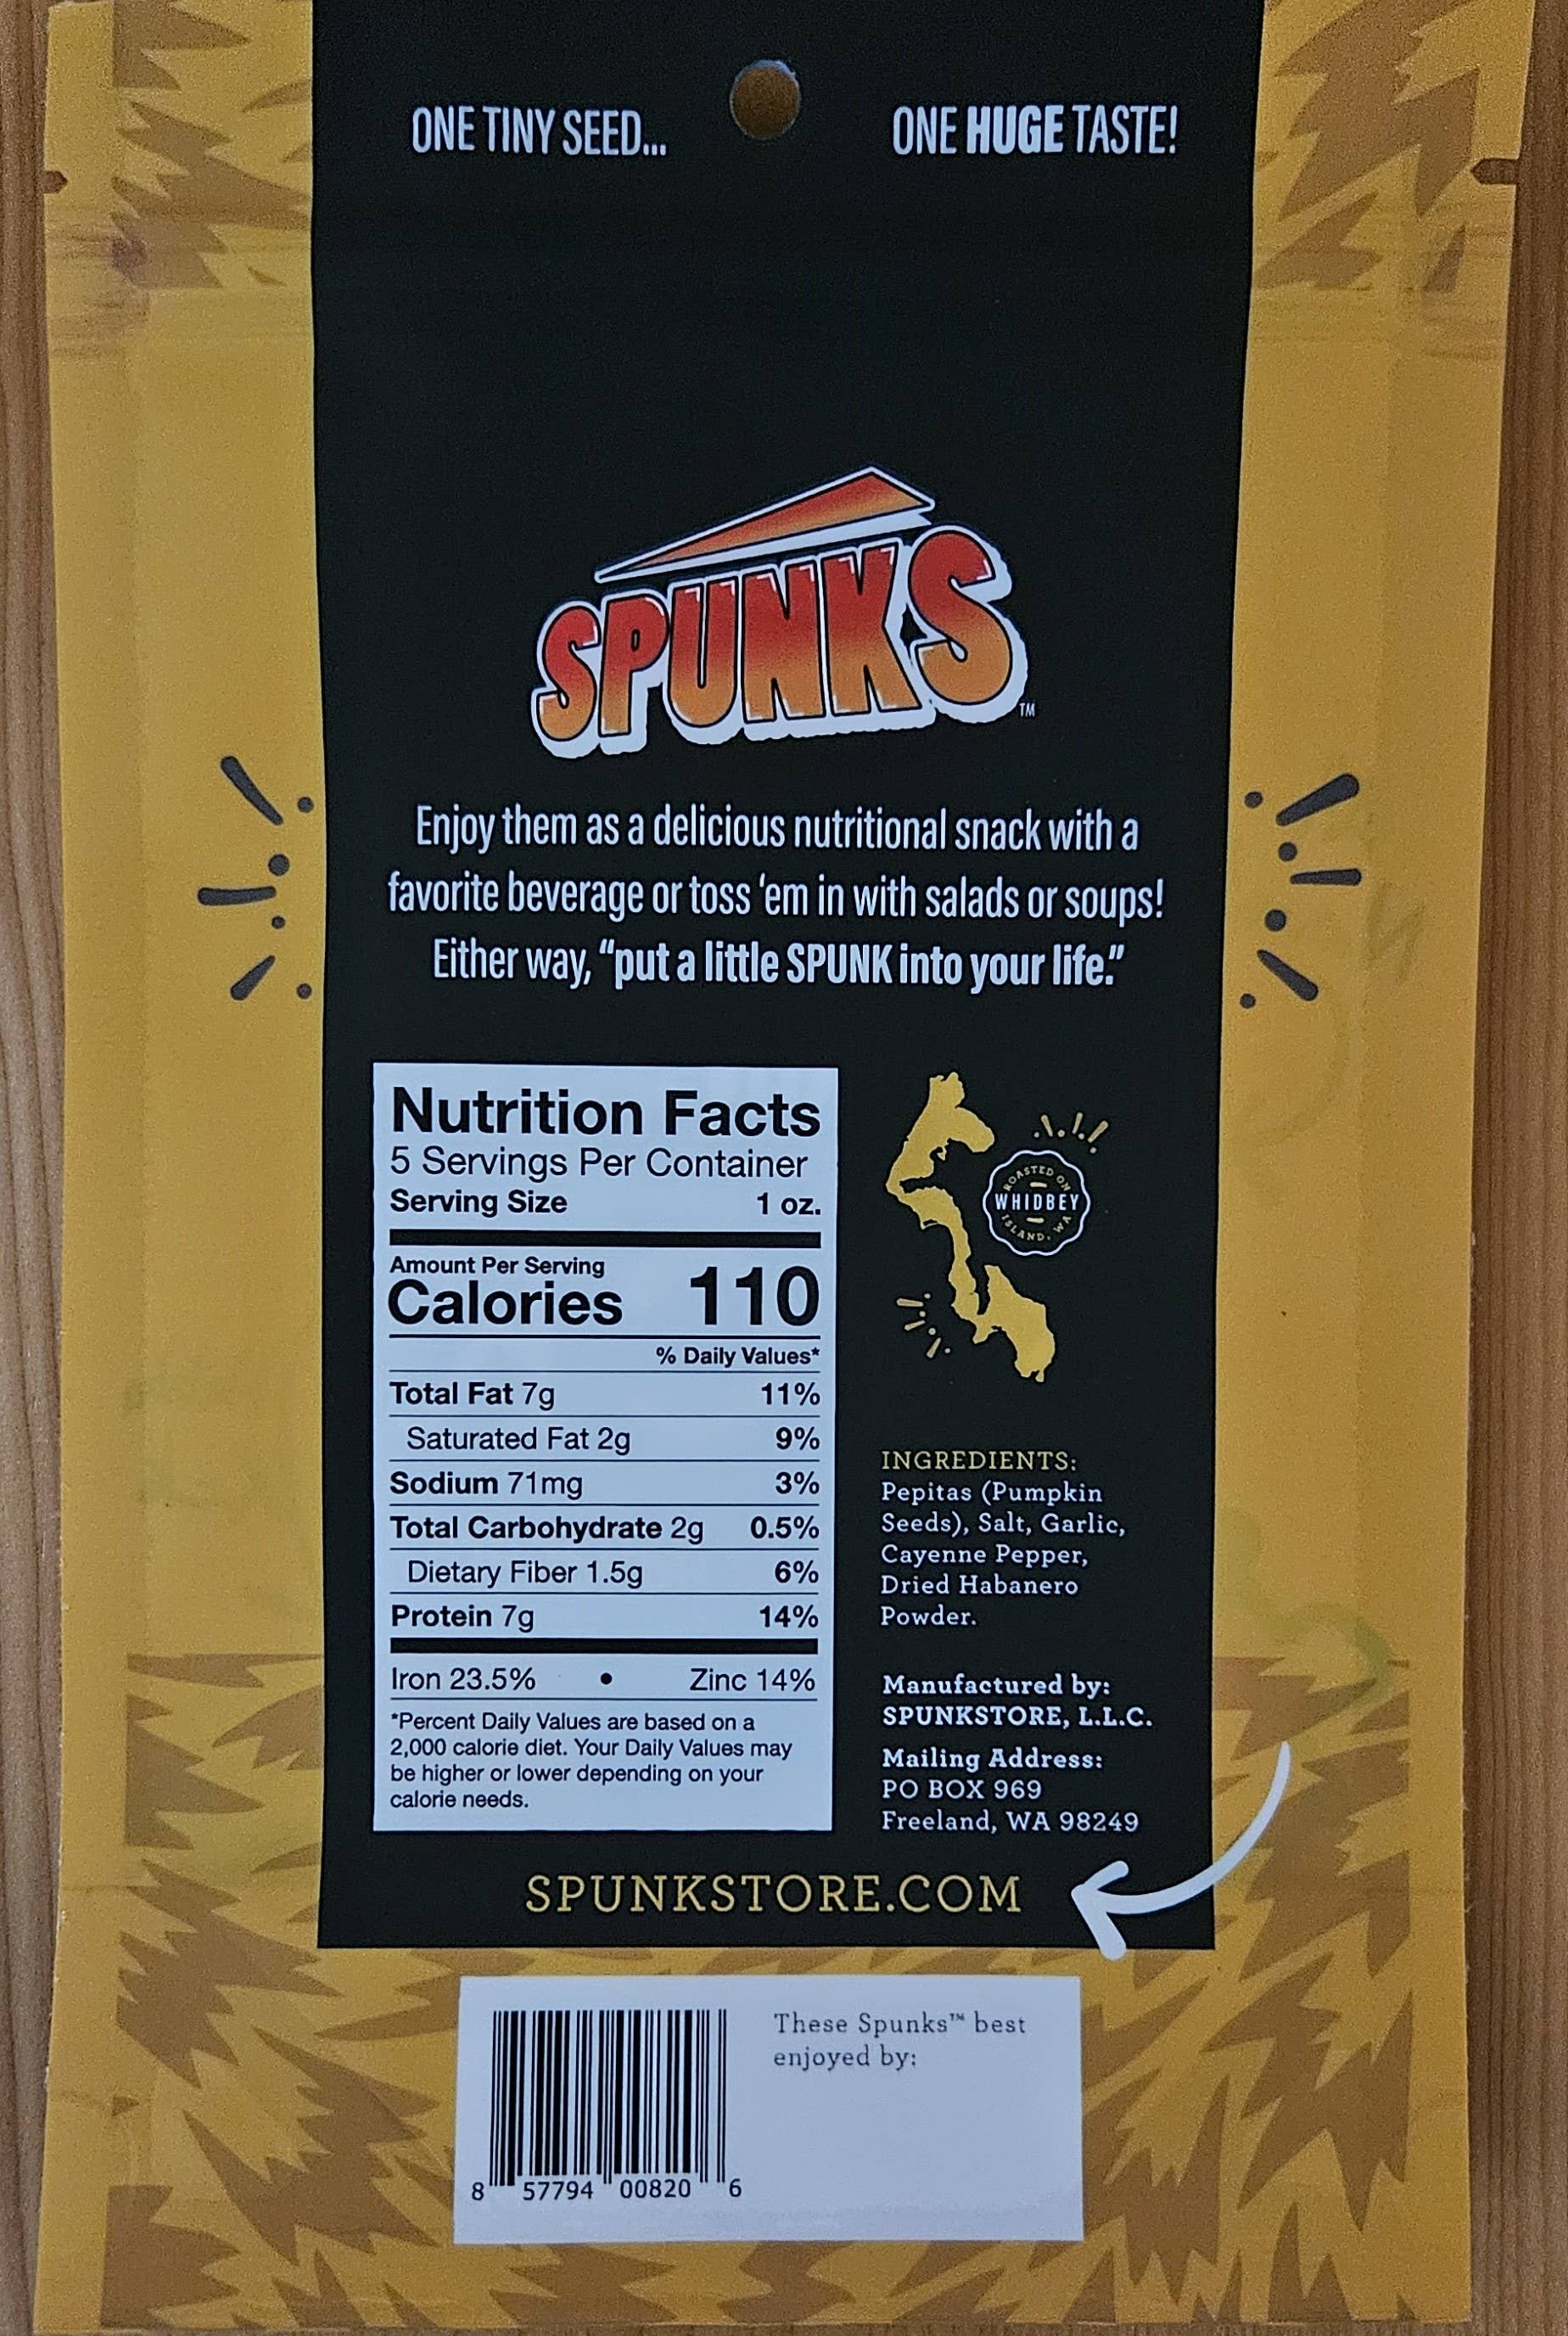 ONE TINY SEED... ONE HUGE TASTE!
SPUNKS™
Enjoy them as a delicious nutritional snack with a
favorite beverage or toss 'em in with salads or soups!
Either way, "put a little SPUNK into your life."
Nutrition Facts
5 Servings Per Container
Serving Size 1 oz.
Amount Per Serving
Calories 110
% Daily Values*
Total Fat 7g 11%
Saturated Fat 2g 9%
Sodium 71mg 3%
Total Carbohydrate 2g 0.5%
Dietary Fiber 1.5g 6%
Protein 7g 14%
Iron 23.5% • Zinc 14%
*Percent Daily Values are based on a
2,000 calorie diet. Your Daily Values may
be higher or lower depending on your
calorie needs.
ROASTED ON
WHIDBEY
ISLAND, WA
INGREDIENTS:
Pepitas (Pumpkin
Seeds), Salt, Garlic,
Cayenne Pepper,
Dried Habanero
Powder.
Manufactured by:
SPUNKSTORE, L.L.C.
Mailing Address:
PO BOX 969
Freeland, WA 98249
SPUNKSTORE.COM
8 57794 00820 6
These Spunks™ best
enjoyed by: